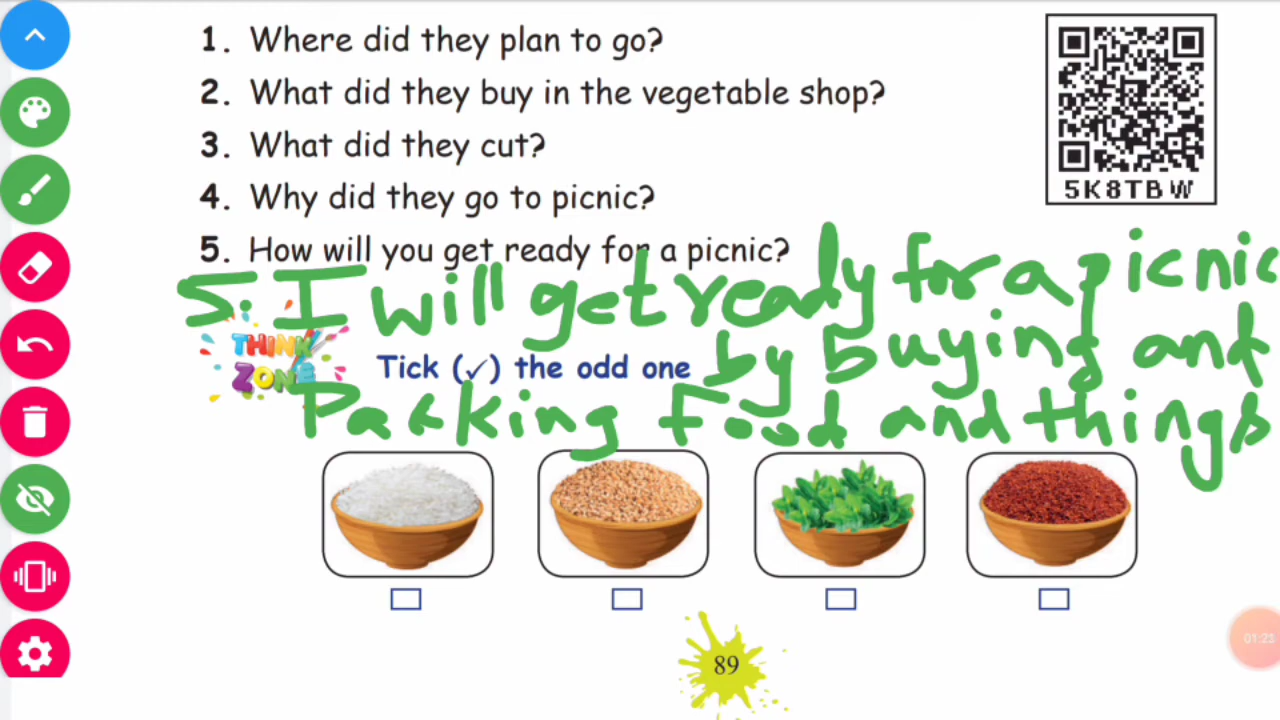 1. Where did they plan to go?
2. What did they buy in the vegetable shop?
3. What did they cut?
4. Why did they go to picnic?
5. How will you get ready for a picnic?
5K8TBW
5. I will get ready for a picnic
by buying and
Packing food and things
THINK
ZONE
Tick (✓) the odd one
89
01:23